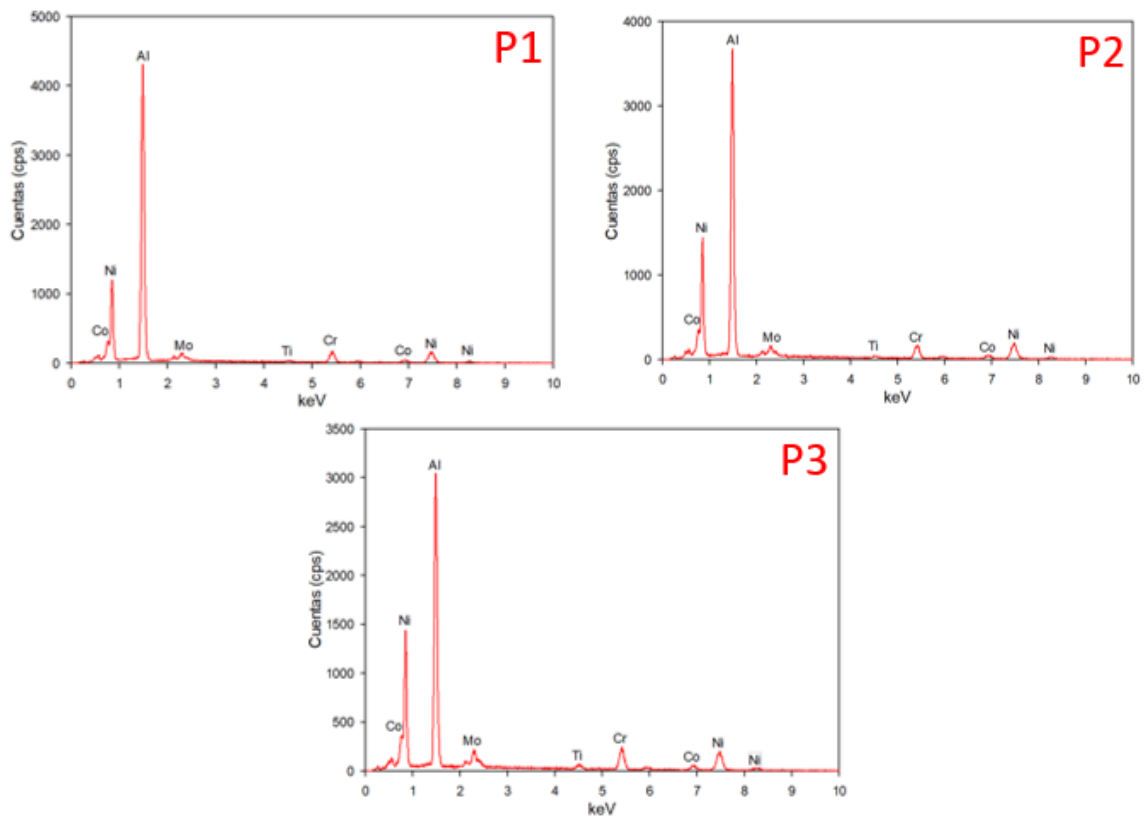 P1
5000
4000
3000
2000
1000
0
Cuentas (cps)
Co
Ni
Al
Mo
Ti
Cr
Co
Ni
Ni
0 1 2 3 4 5 6 7 8 9 10
keV
P2
4000
3000
2000
1000
0
Cuentas (cps)
Co
Ni
Al
Mo
Ti
Cr
Co
Ni
Ni
0 1 2 3 4 5 6 7 8 9 10
keV
P3
3500
3000
2500
2000
1500
1000
500
0
Cuentas (cps)
Co
Ni
Al
Mo
Ti
Cr
Co
Ni
Ni
0 1 2 3 4 5 6 7 8 9 10
keV